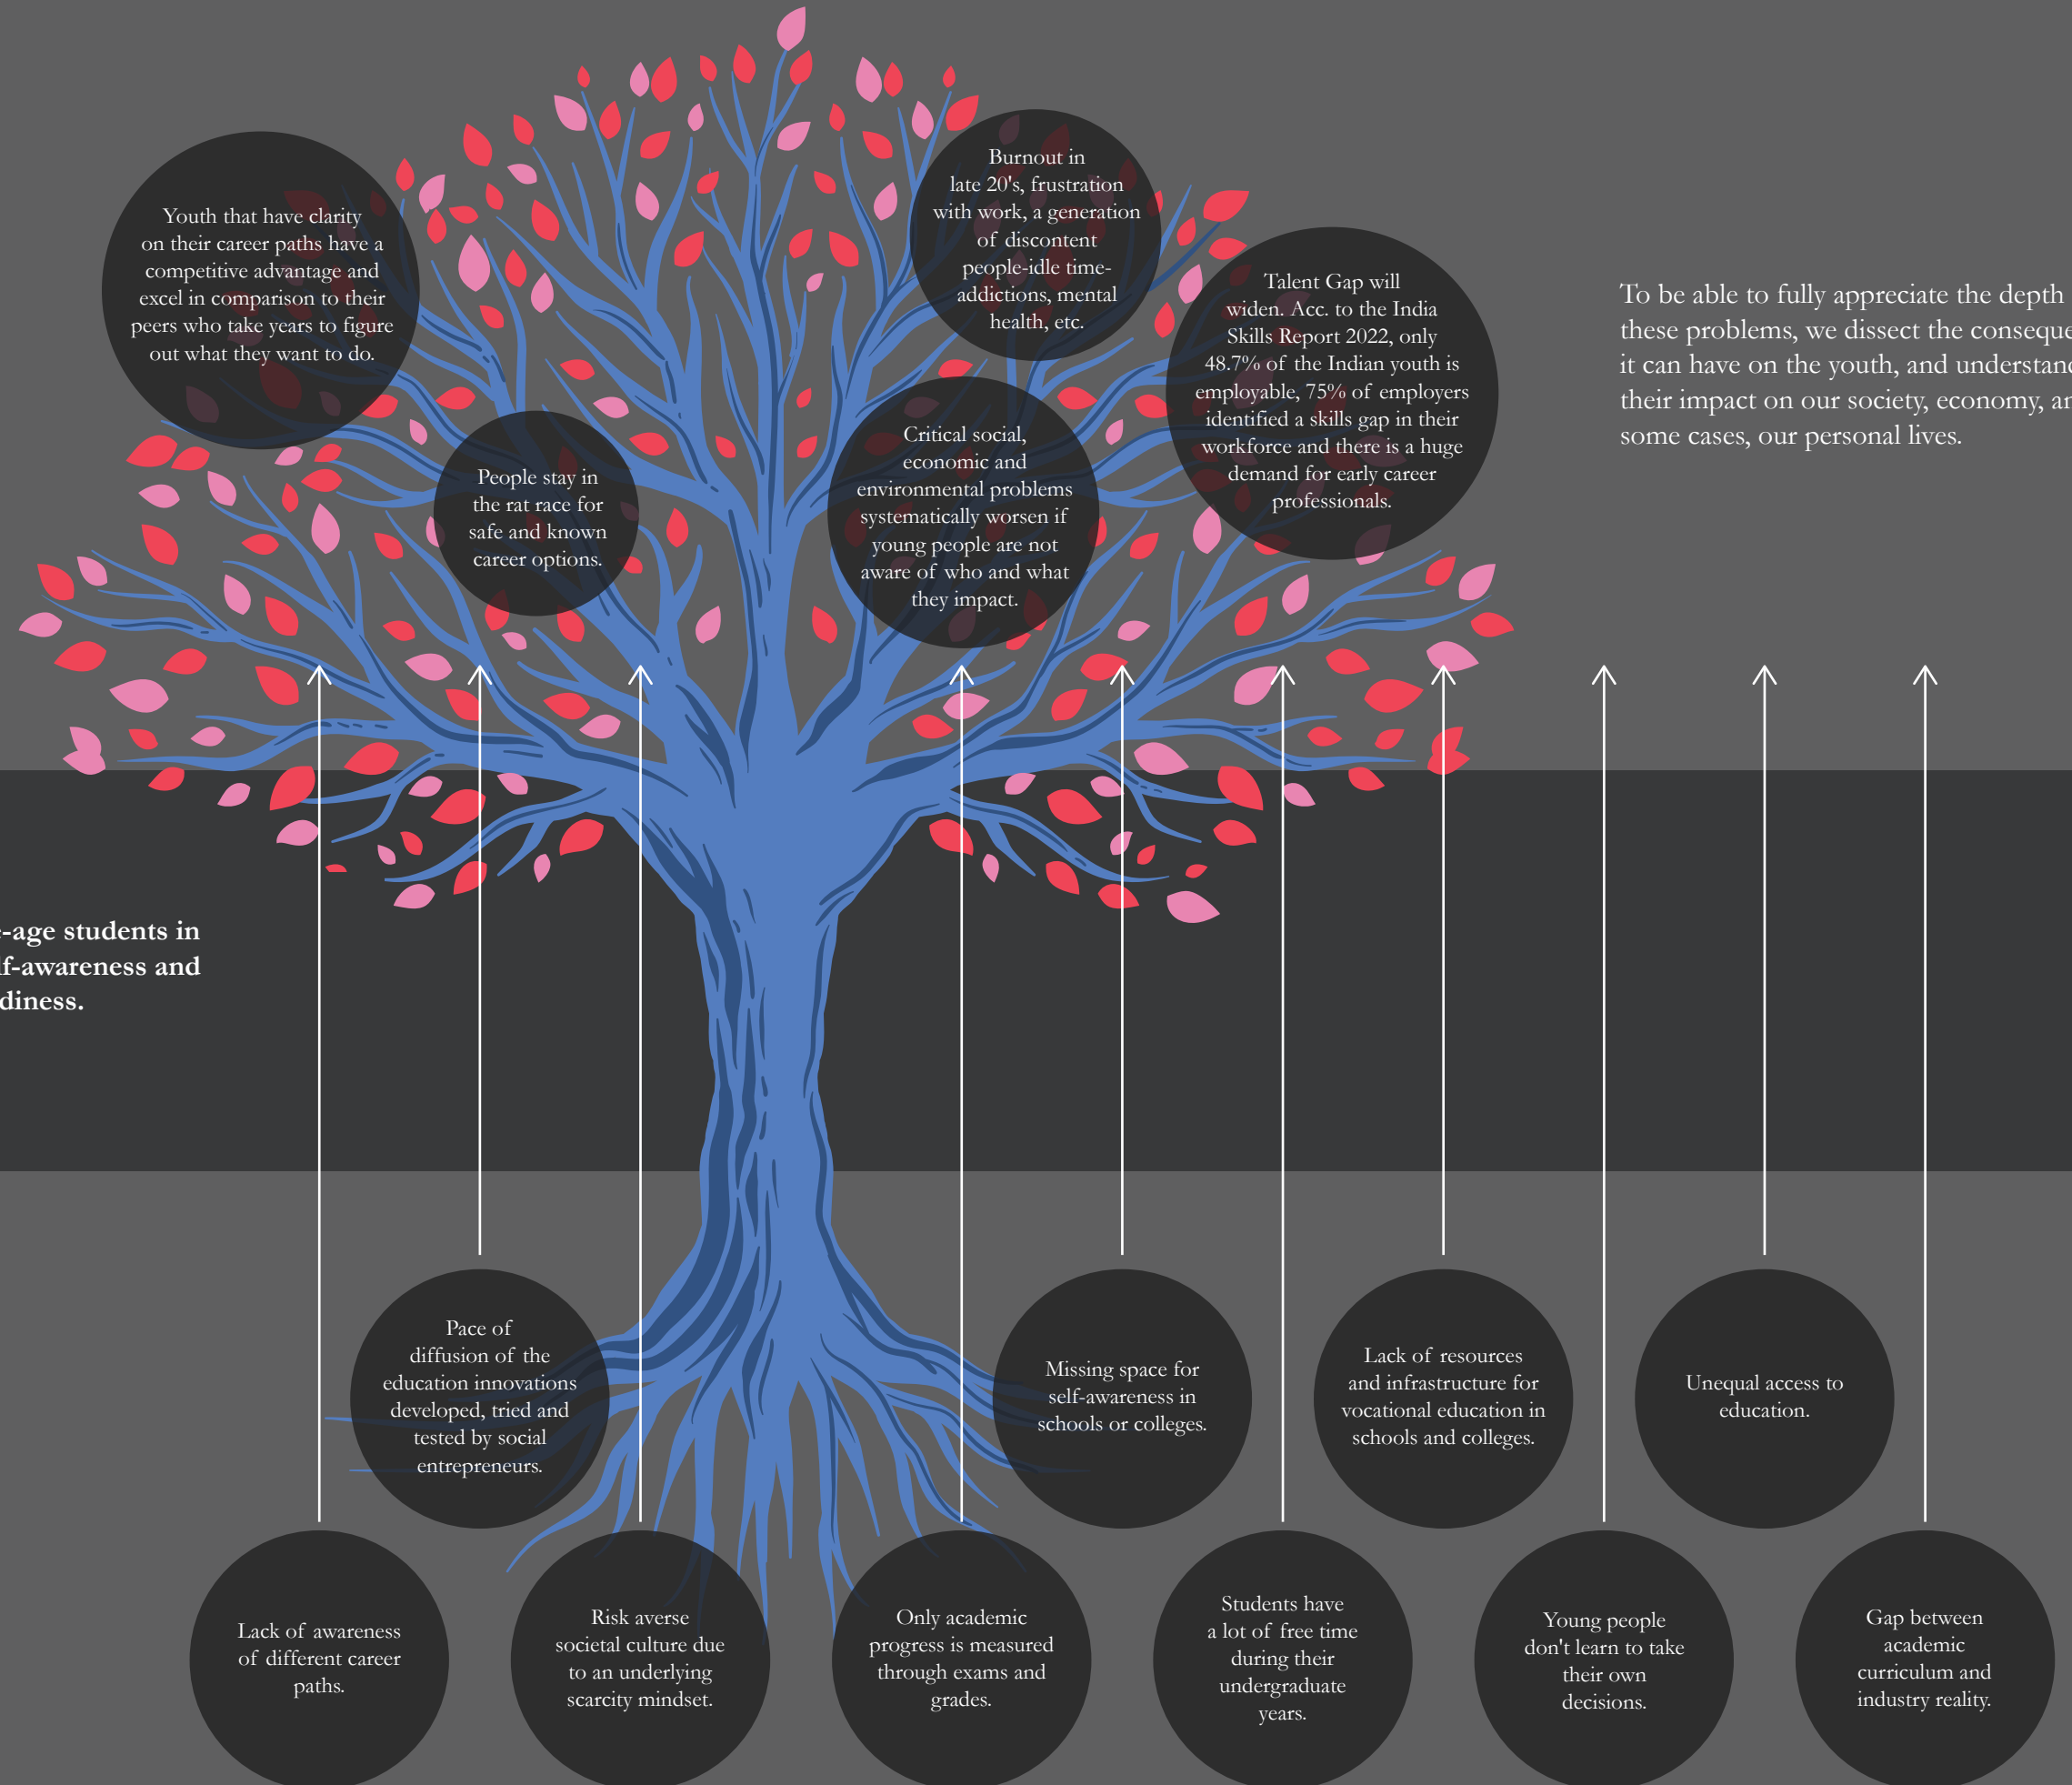 Youth that have clarity
on their career paths have a
competitive advantage and
excel in comparison to their
peers who take years to figure
out what they want to do.
Burnout in
late 20's, frustration
with work, a generation
of discontent
people-idle time-
addictions, mental
health, etc.
Talent Gap will
widen. Acc. to the India
Skills Report 2022, only
48.7% of the Indian youth is
employable, 75% of employers
identified a skills gap in their
workforce and there is a huge
demand for early career
professionals.
To be able to fully appreciate the depth
these problems, we dissect the
it can have on the youth, and
their impact on our society, economy,
some cases, our personal lives.
People stay in
the rat race for
safe and known
career options.
Critical social,
economic and
environmental problems
systematically worsen if
young people are not
aware of who and what
they impact.
-age students in
and
Pace of
diffusion of the
education innovations
developed, tried and
tested by social
entrepreneurs.
Missing space for
self-awareness in
schools or colleges.
Lack of resources
and infrastructure for
vocational education in
schools and colleges.
Unequal access to
education.
Lack of awareness
of different career
paths.
Risk averse
societal culture due
to an underlying
scarcity mindset.
Only academic
progress is measured
through exams and
grades.
Students have
a lot of free time
during their
undergraduate
years.
Young people
don't learn to take
their own
decisions.
Gap between
academic
curriculum and
industry reality.